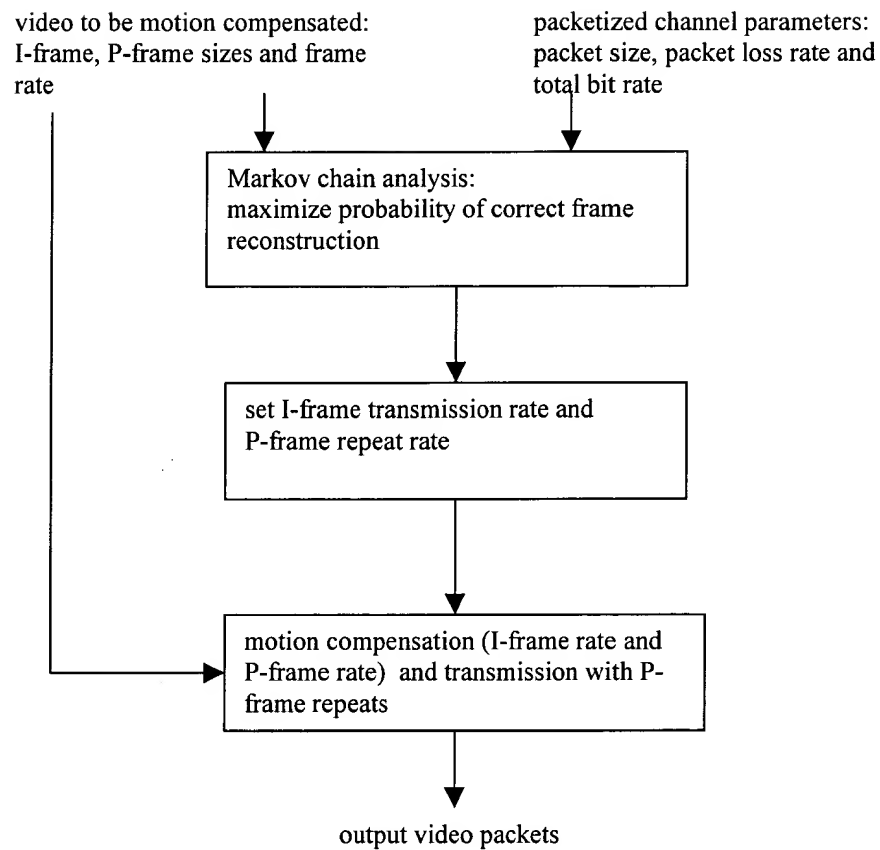 video to be motion compensated:
I-frame, P-frame sizes and frame
rate
packetized channel parameters:
packet size, packet loss rate and
total bit rate
Markov chain analysis:
maximize probability of correct frame
reconstruction
set I-frame transmission rate and
P-frame repeat rate
motion compensation (I-frame rate and
P-frame rate) and transmission with P-
frame repeats
output video packets